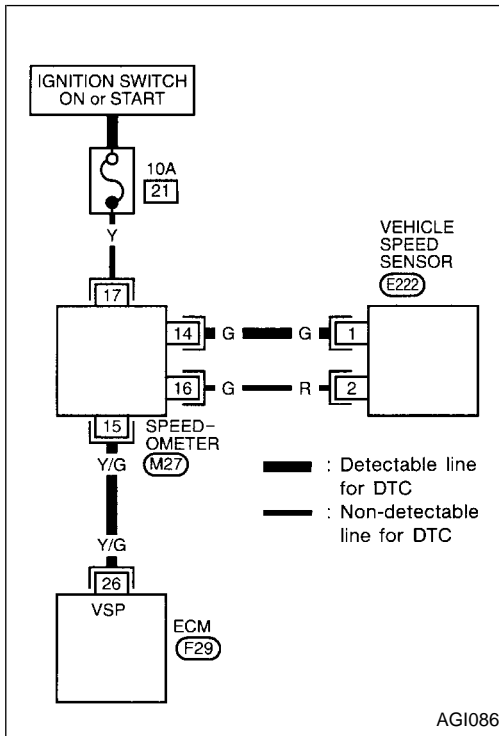 IGNITION SWITCH
ON or START
10A
21
Y
17
VEHICLE
SPEED
SENSOR
E222
14
G
G
1
16
G
R
2
15
SPEED-
OMETER
M27
Y/G
Y/G
26
VSP
ECM
F29
: Detectable line
for DTC
: Non-detectable
line for DTC
AGI086